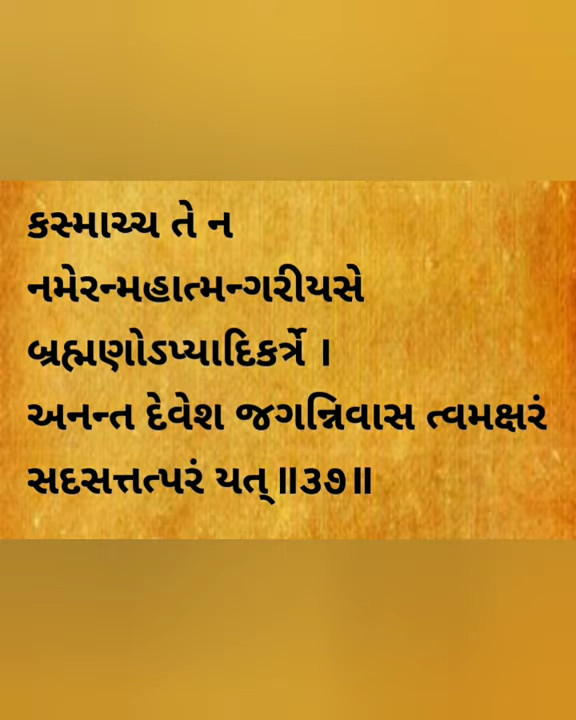 કસ્માચ્ચ તે ન
નમેરન્મહાત્મન્ગરીયસે
બ્રહ્મણોઽપ્યાદિકર્ત્રે ।
અનન્ત દેવેશ જગન્નિવાસ ત્વમક્ષરં
સદસત્તત્પરં યત્ ॥૩૭॥